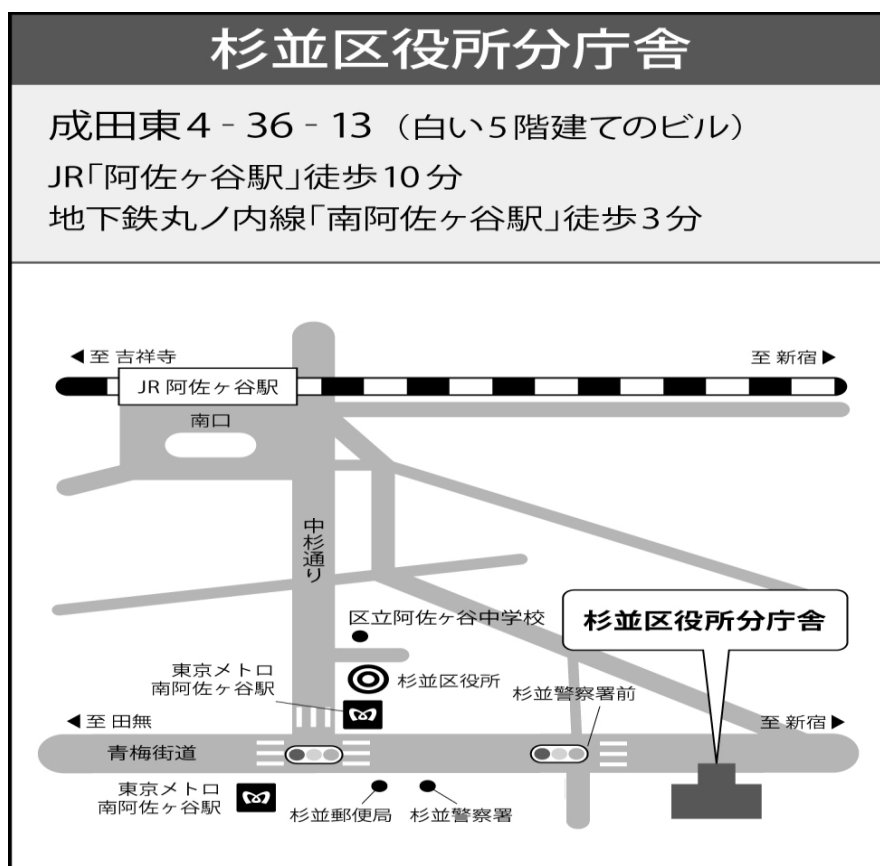 杉並区役所分庁舎
成田東4‐36‐13（白い5階建てのビル）
JR「阿佐ヶ谷駅」徒歩10分
地下鉄丸ノ内線「南阿佐ヶ谷駅」徒歩3分
◀至 吉祥寺
至 新宿▶
JR 阿佐ヶ谷駅
南口
中杉通り
区立阿佐ヶ谷中学校
杉並区役所分庁舎
東京メトロ
南阿佐ヶ谷駅
杉並区役所
杉並警察署前
◀至 田無
至 新宿▶
青梅街道
東京メトロ
南阿佐ヶ谷駅
杉並郵便局
杉並警察署